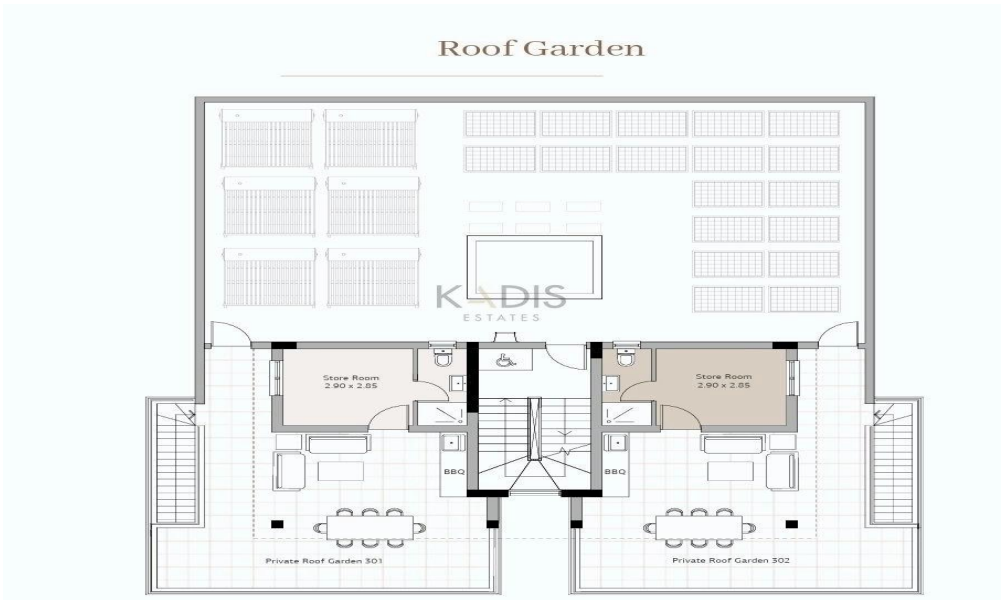 Roof Garden
KADIS
ESTATES
Store Room
2.90 x 2.85
Store Room
2.90 x 2.85
BBQ
BBQ
Private Roof Garden 301
Private Roof Garden 302